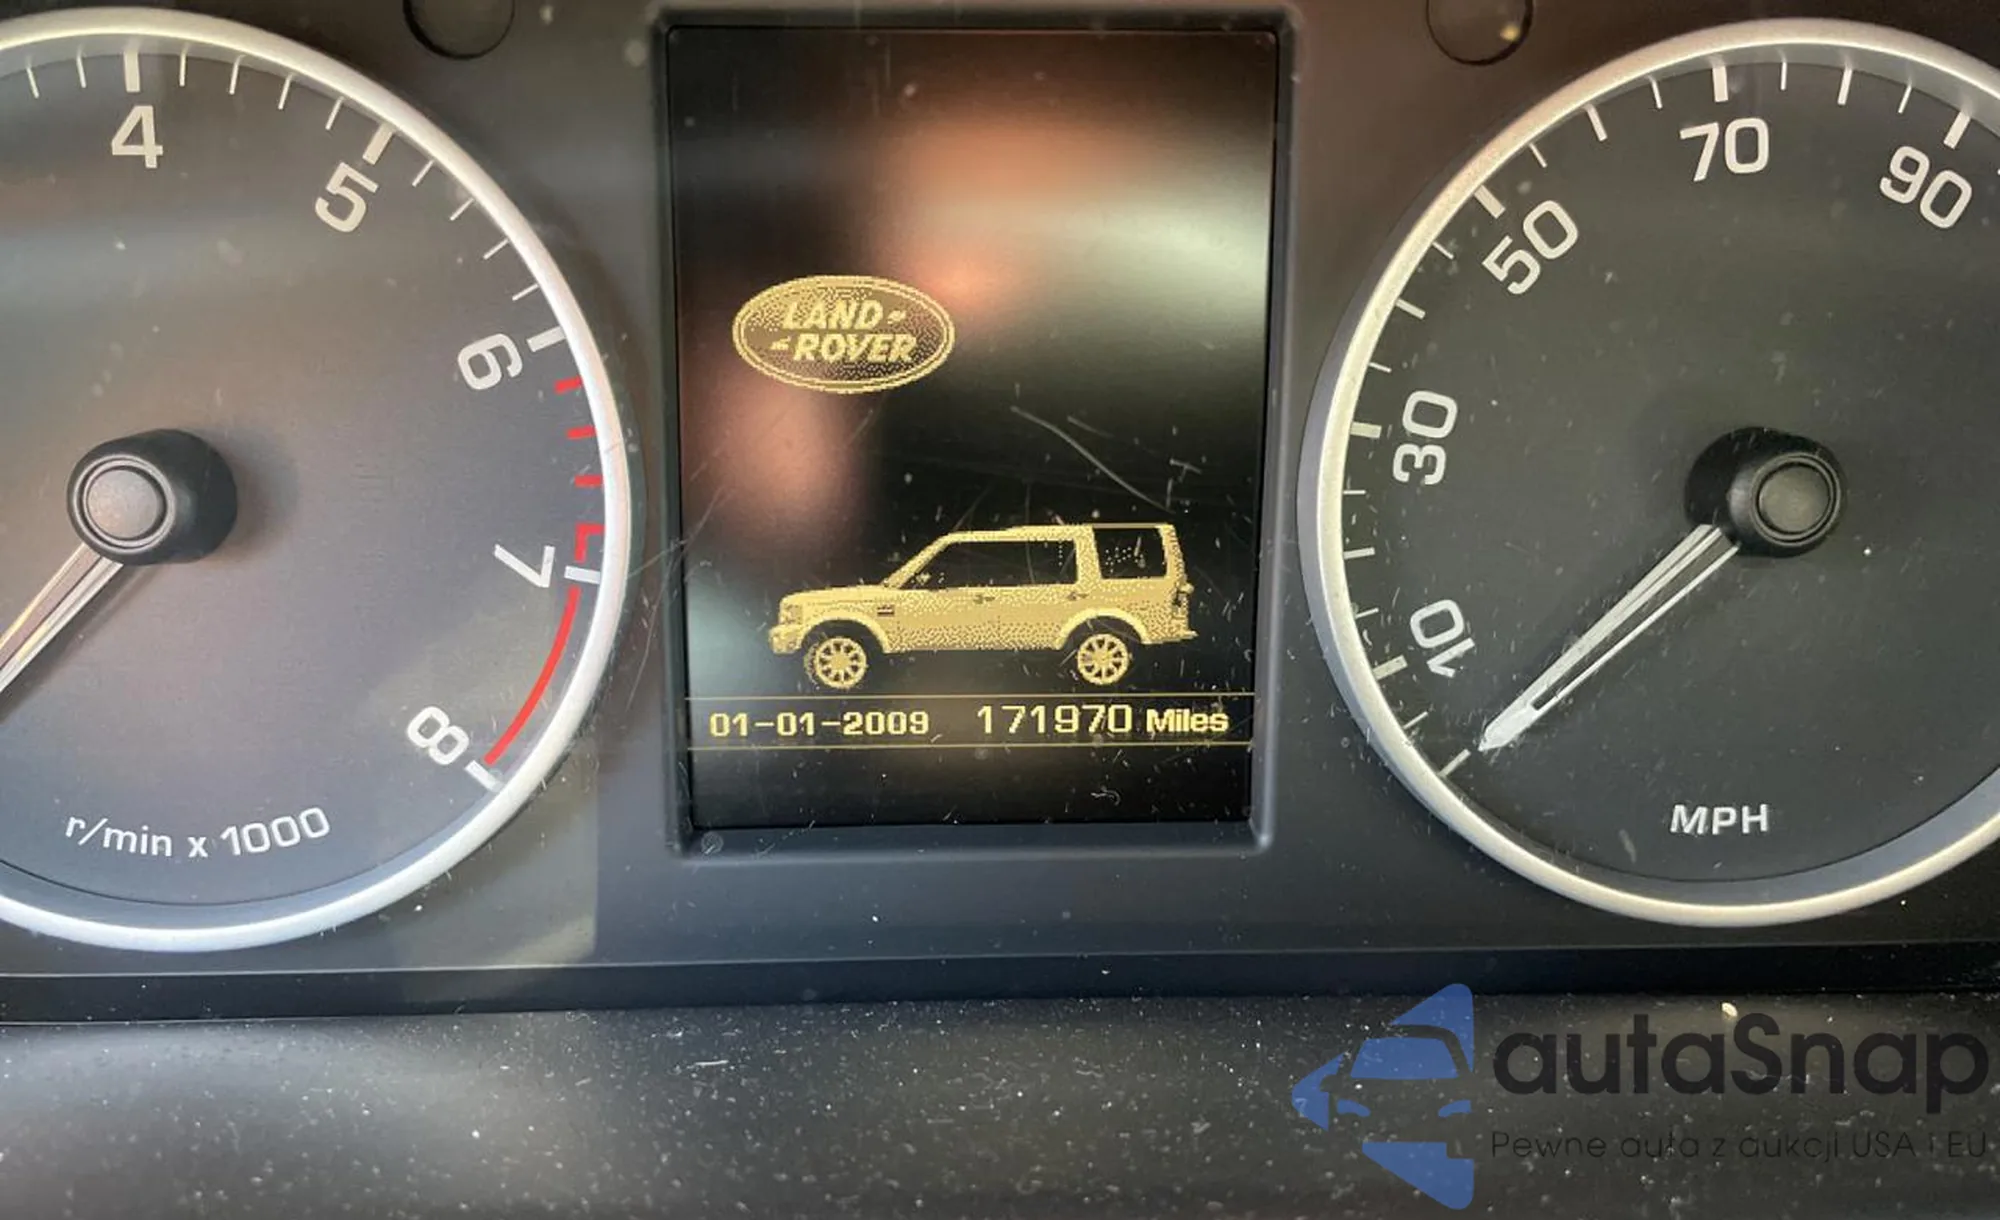 4
5
6
7
8
r/min x 1000
LAND-
-ROVER
01-01-2009 171970 Miles
10
30
50
70
90
MPH
autaSnap
Pewne auta z aukcji USA i EU